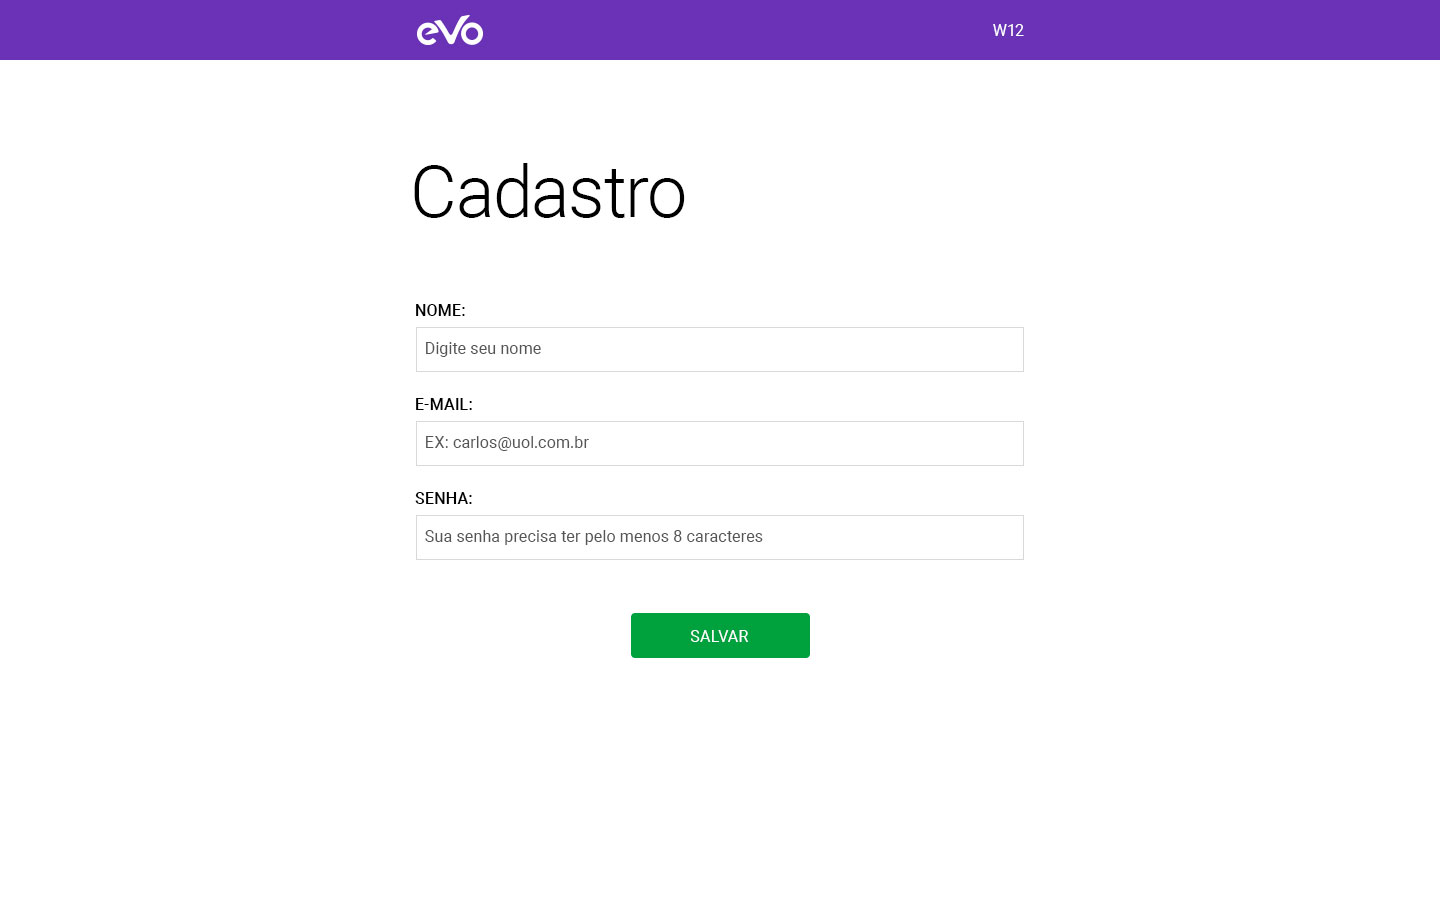 evo
W12
Cadastro
NOME:
Digite seu nome
E-MAIL:
EX: carlos@uol.com.br
SENHA:
Sua senha precisa ter pelo menos 8 caracteres
SALVAR